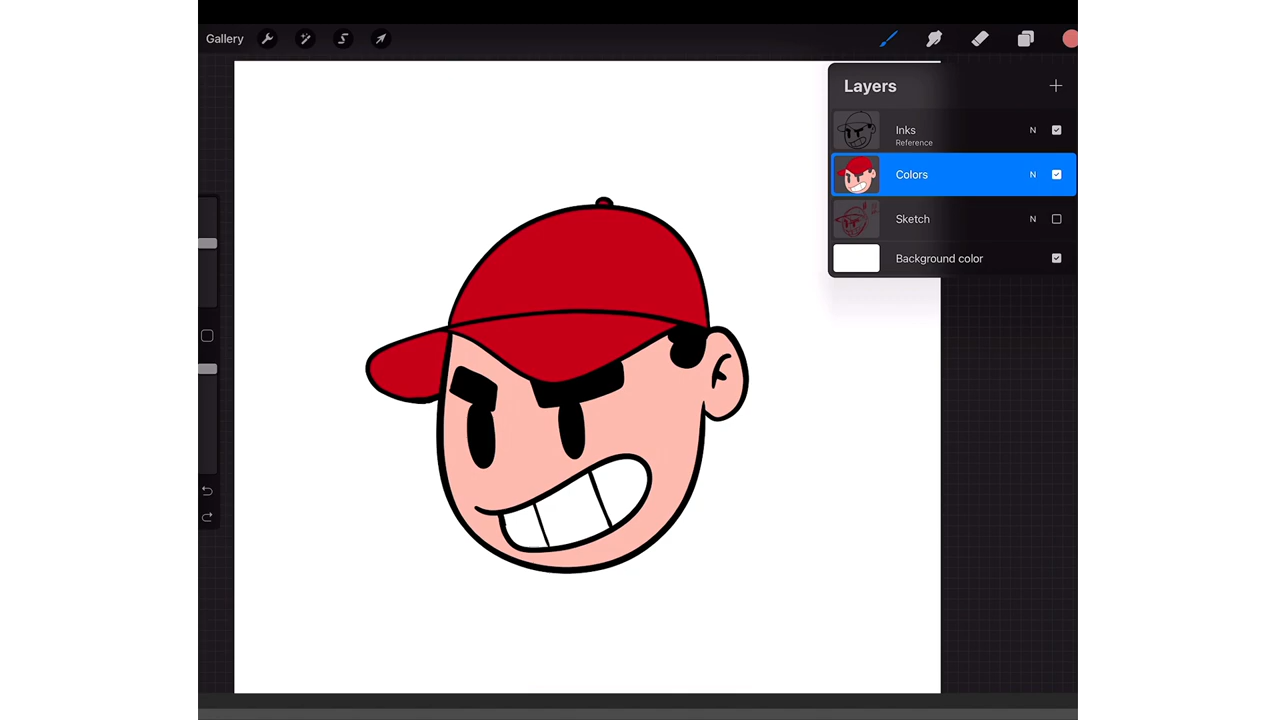 Gallery
Layers
Inks N
Reference
Colors N
Sketch N
Background color